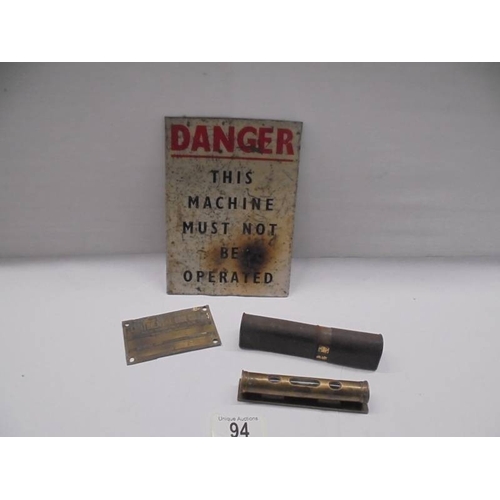 DANGER
THIS
MACHINE
MUST NOT
BE
OPERATED
Unique Auctions
94